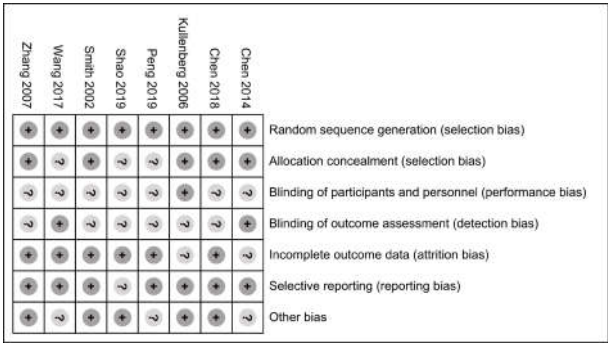 Zhang 2007
Wang 2017
Smith 2002
Shao 2019
Peng 2019
Kullenberg 2006
Chen 2018
Chen 2014
+ + + + + + + + Random sequence generation (selection bias)
+ ? + ? ? + + + Allocation concealment (selection bias)
? ? ? ? ? + ? ? Blinding of participants and personnel (performance bias)
? + ? ? ? ? ? + Blinding of outcome assessment (detection bias)
+ + + + + ? + ? Incomplete outcome data (attrition bias)
+ + + ? + + + + Selective reporting (reporting bias)
+ ? + + ? + + ? Other bias